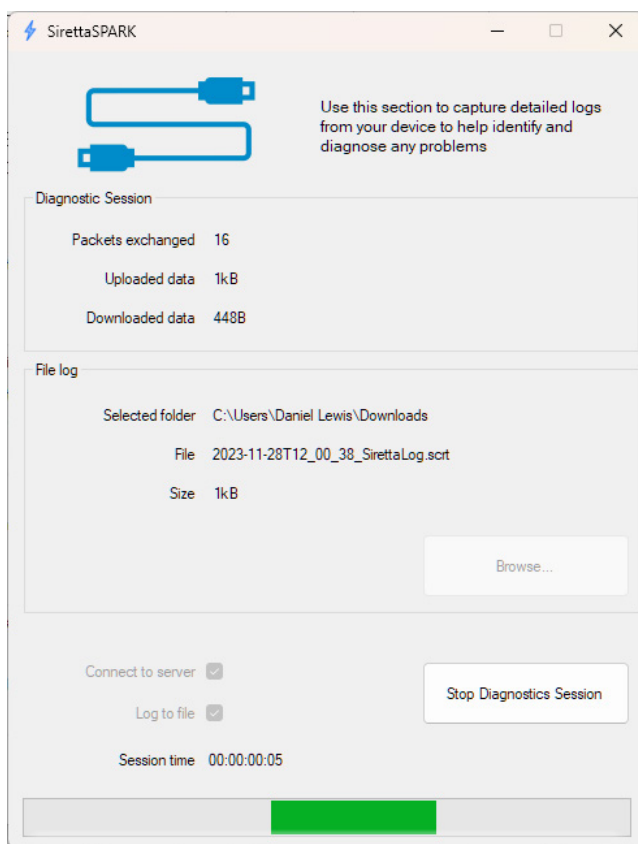 SirettaSPARK
Use this section to capture detailed logs
from your device to help identify and
diagnose any problems
Diagnostic Session
Packets exchanged 16
Uploaded data 1kB
Downloaded data 448B
File log
Selected folder C:\Users\Daniel Lewis\Downloads
File 2023-11-28T12_00_38_SirettaLog.scrt
Size 1kB
Browse...
Connect to server
Stop Diagnostics Session
Log to file
Session time 00:00:00:05